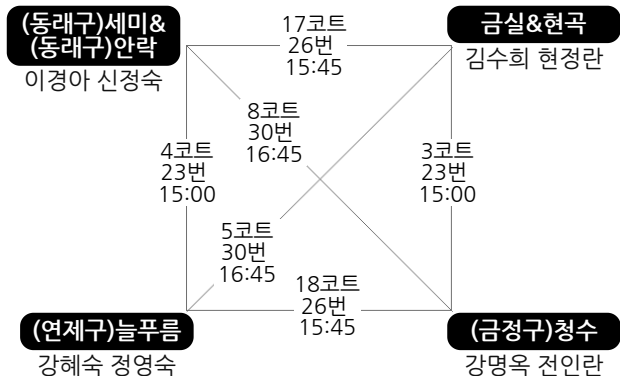 (동래구)세미&
(동래구)안락
이경아 신정숙
17코트
26번
15:45
금실&현곡
김수희 현정란
8코트
30번
16:45
4코트
23번
15:00
3코트
23번
15:00
5코트
30번
16:45
18코트
26번
15:45
(연제구)늘푸름
강혜숙 정영숙
(금정구)청수
강명옥 전인란